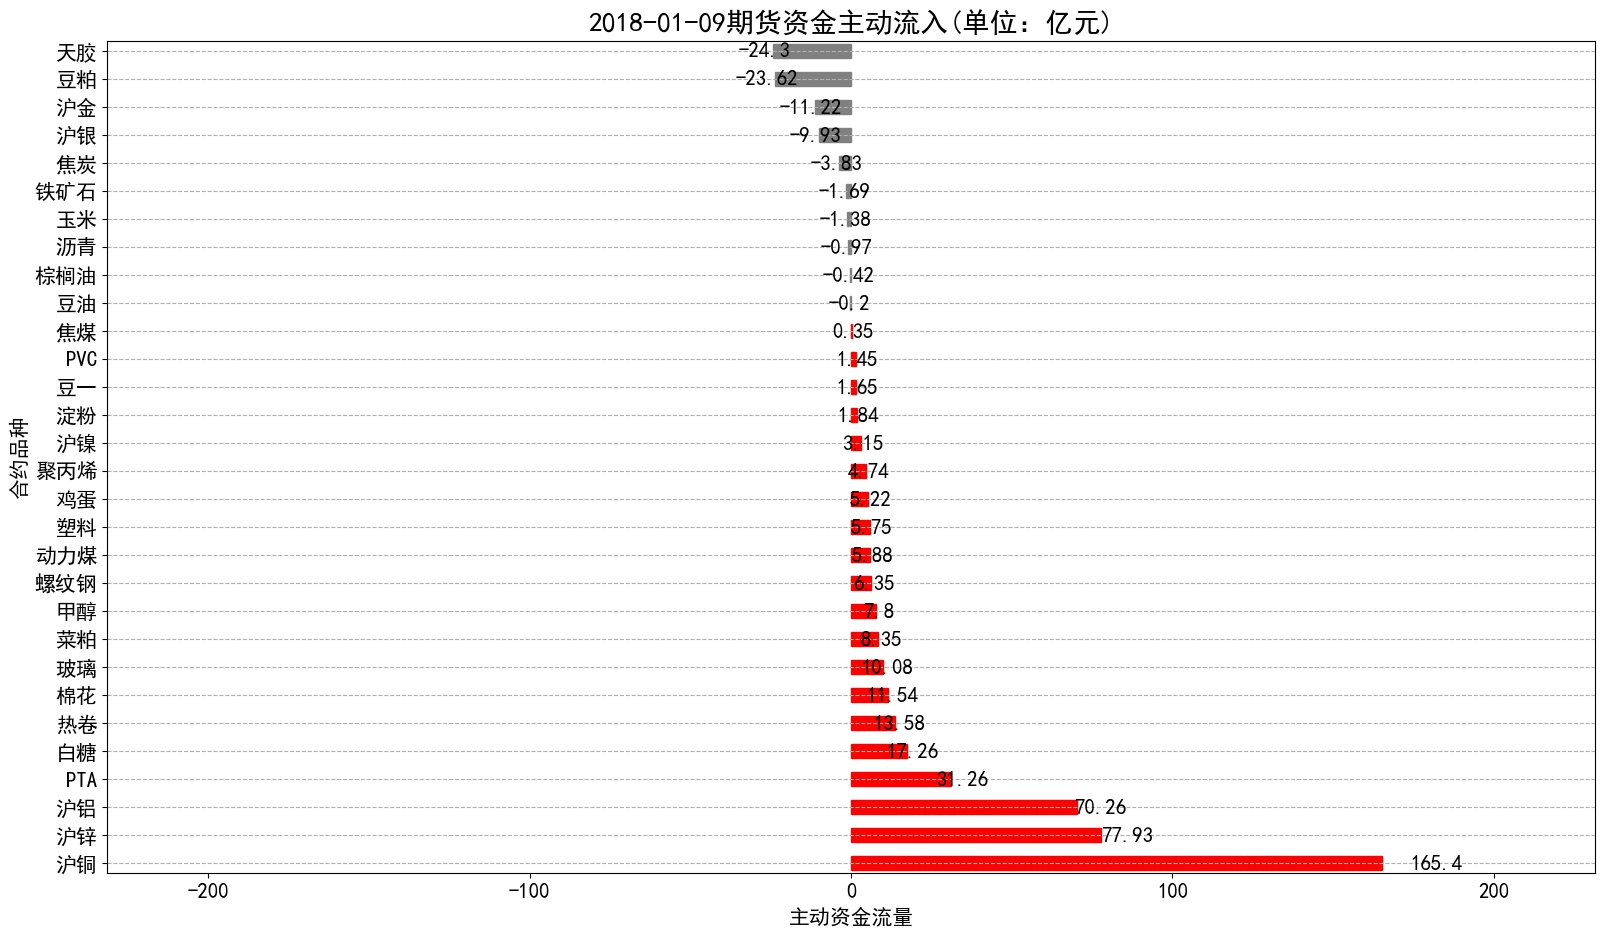 2018-01-09期货资金主动流入(单位：亿元)
天胶 -24.3
豆粕 -23.62
沪金 -11.22
沪银 -9.93
焦炭 -3.83
铁矿石 -1.69
玉米 -1.38
沥青 -0.97
棕榈油 -0.42
豆油 -0.2
焦煤 0.35
PVC 1.45
豆一 1.65
淀粉 1.84
沪镍 3.15
聚丙烯 4.74
鸡蛋 5.22
塑料 5.75
动力煤 5.88
螺纹钢 6.35
甲醇 7.8
菜粕 8.35
玻璃 10.08
棉花 11.54
热卷 13.58
白糖 17.26
PTA 31.26
沪铝 70.26
沪锌 77.93
沪铜 165.4
合约品种
-200 -100 0 100 200
主动资金流量